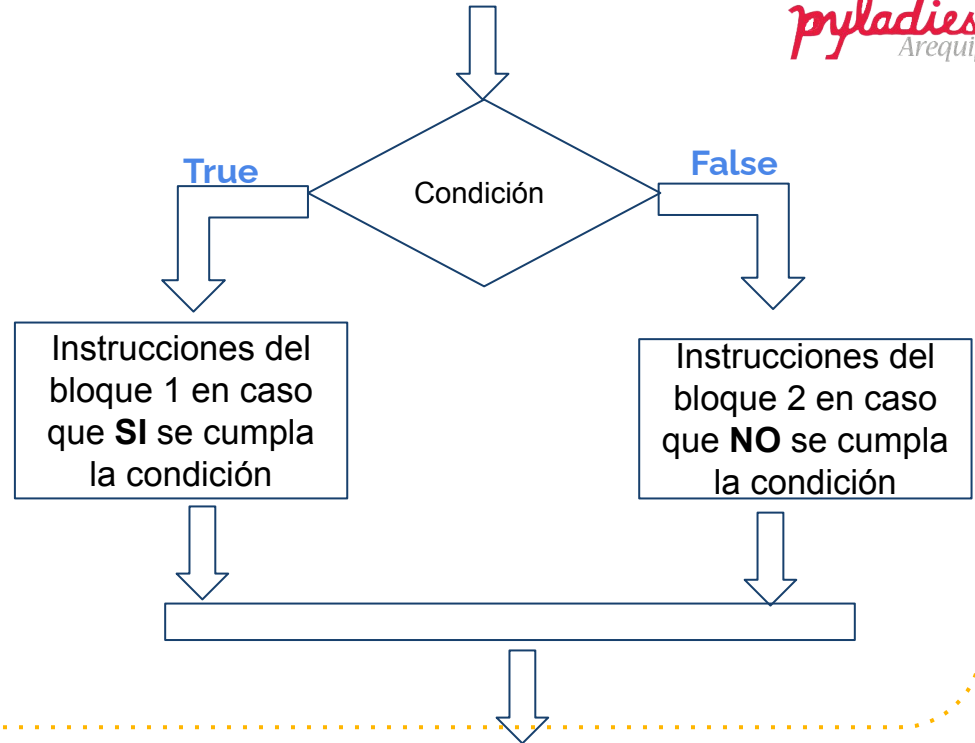 pyladies
True
False
Condición
Instrucciones del
bloque 1 en caso
que SI se cumpla
la condición
Instrucciones del
bloque 2 en caso
que NO se cumpla
la condición